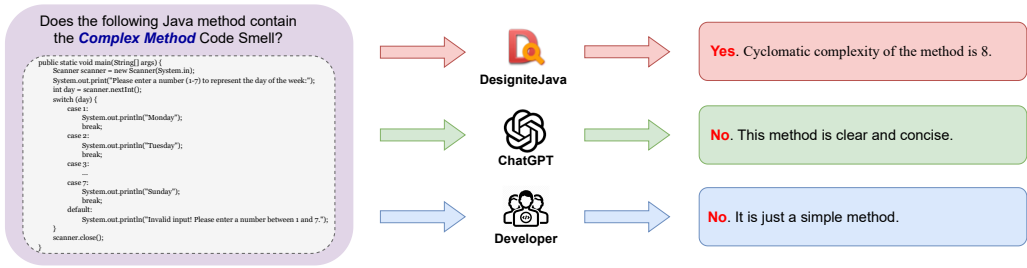 Does the following Java method contain
the Complex Method Code Smell?
public static void main(String[] args) {
Scanner scanner = new Scanner(System.in);
System.out.print("Please enter a number (1-7) to represent the day of the week:");
int day = scanner.nextInt();
switch (day) {
case 1:
System.out.println("Monday");
break;
case 2:
System.out.println("Tuesday");
break;
case 3:
...
case 7:
System.out.println("Sunday");
break;
default:
System.out.println("Invalid input! Please enter a number between 1 and 7.");
}
scanner.close();
}
DesigniteJava
Yes. Cyclomatic complexity of the method is 8.
ChatGPT
No. This method is clear and concise.
Developer
No. It is just a simple method.